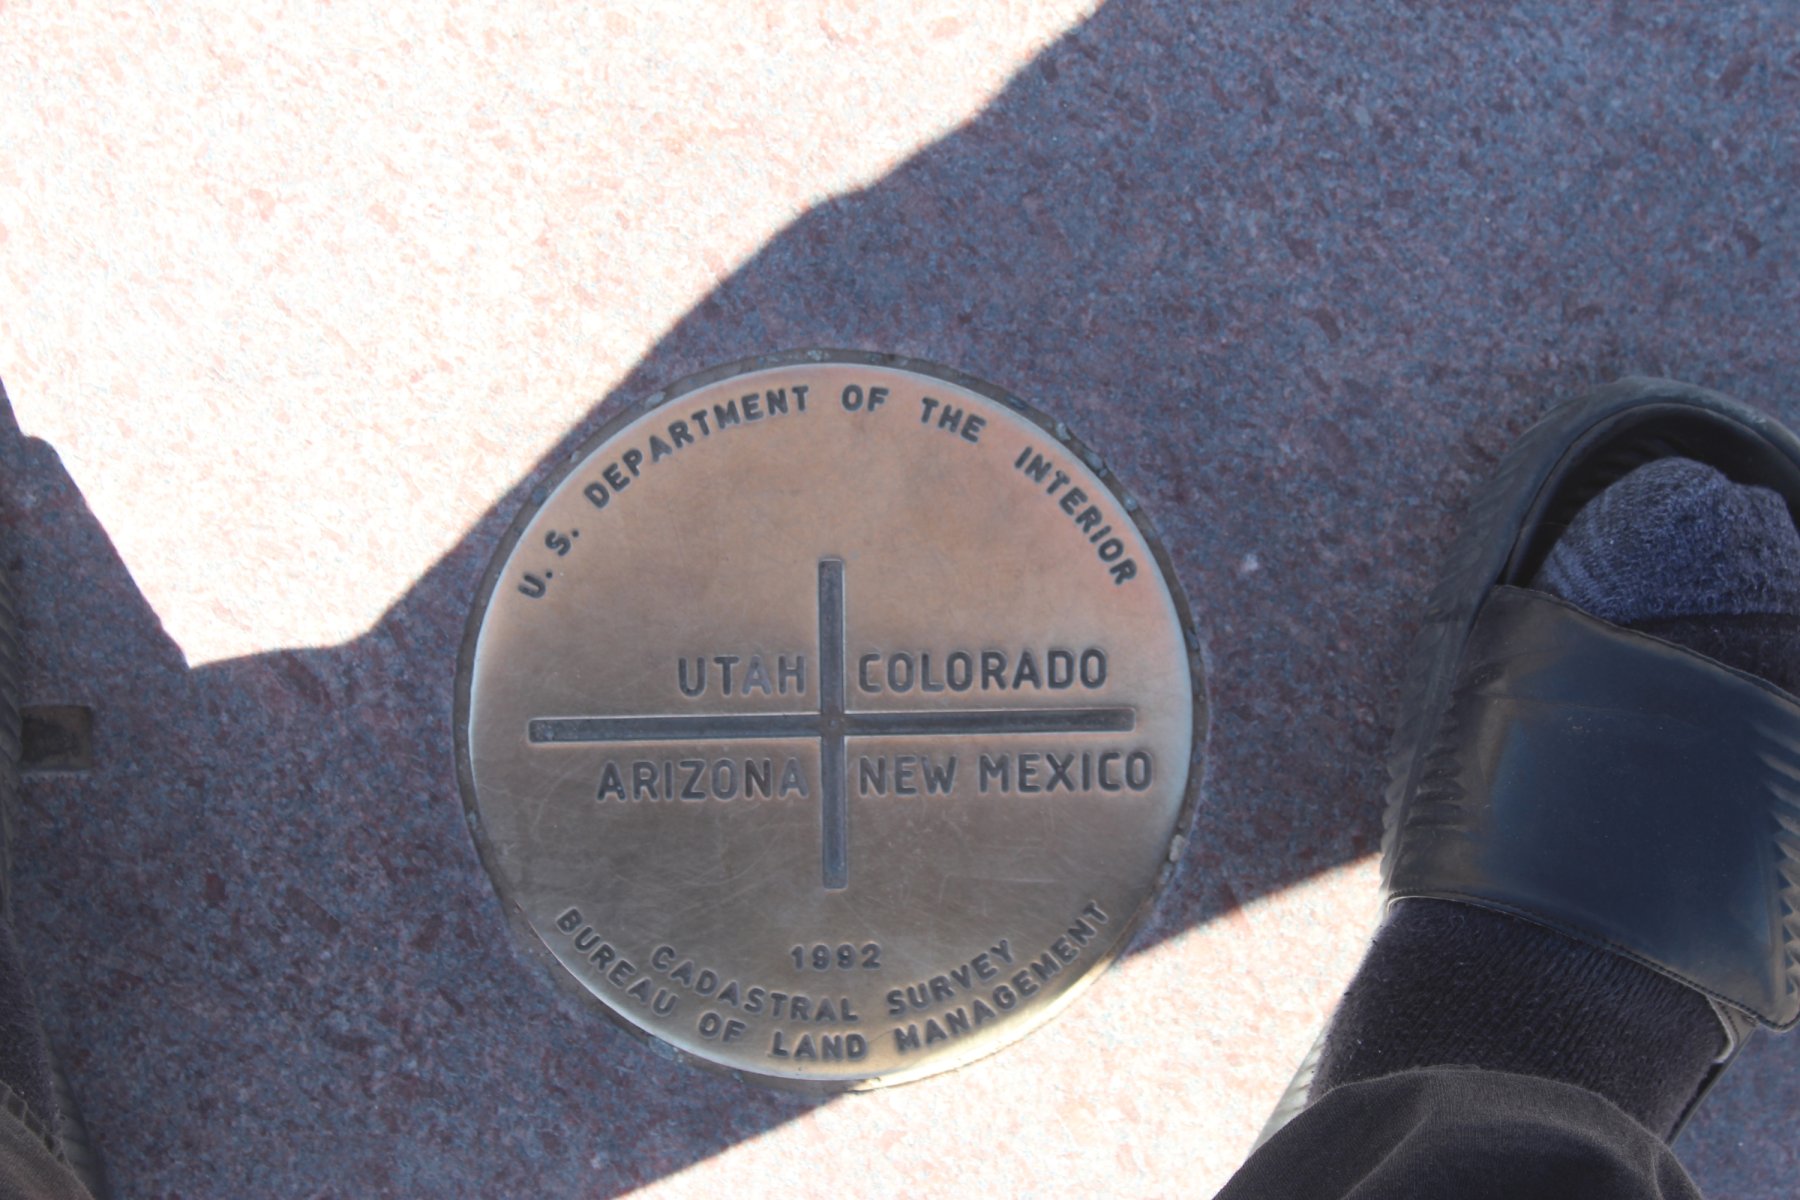 U. S. DEPARTMENT OF THE INTERIOR
UTAH COLORADO
ARIZONA NEW MEXICO
1992
CADASTRAL SURVEY
BUREAU OF LAND MANAGEMENT